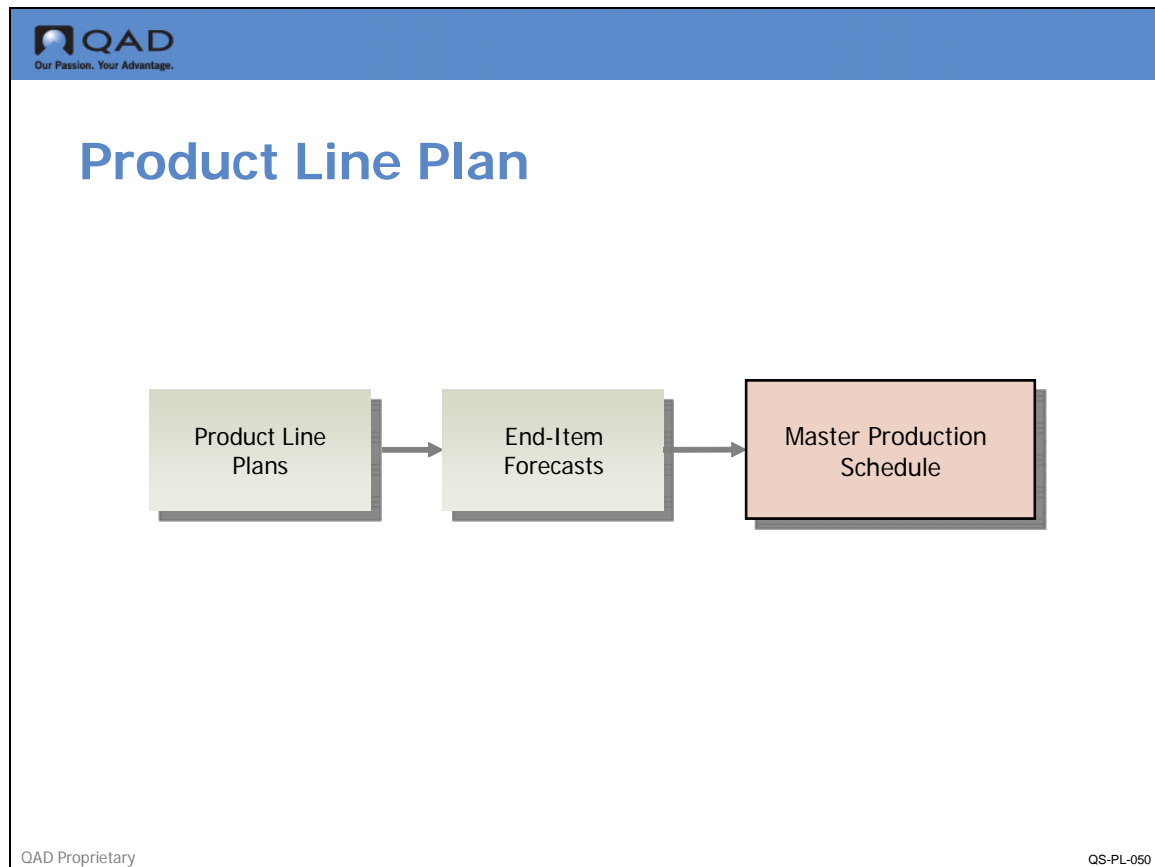 QAD
Our Passion. Your Advantage.
Product Line Plan
Product Line
Plans
End-Item
Forecasts
Master Production
Schedule
QAD Proprietary
QS-PL-050